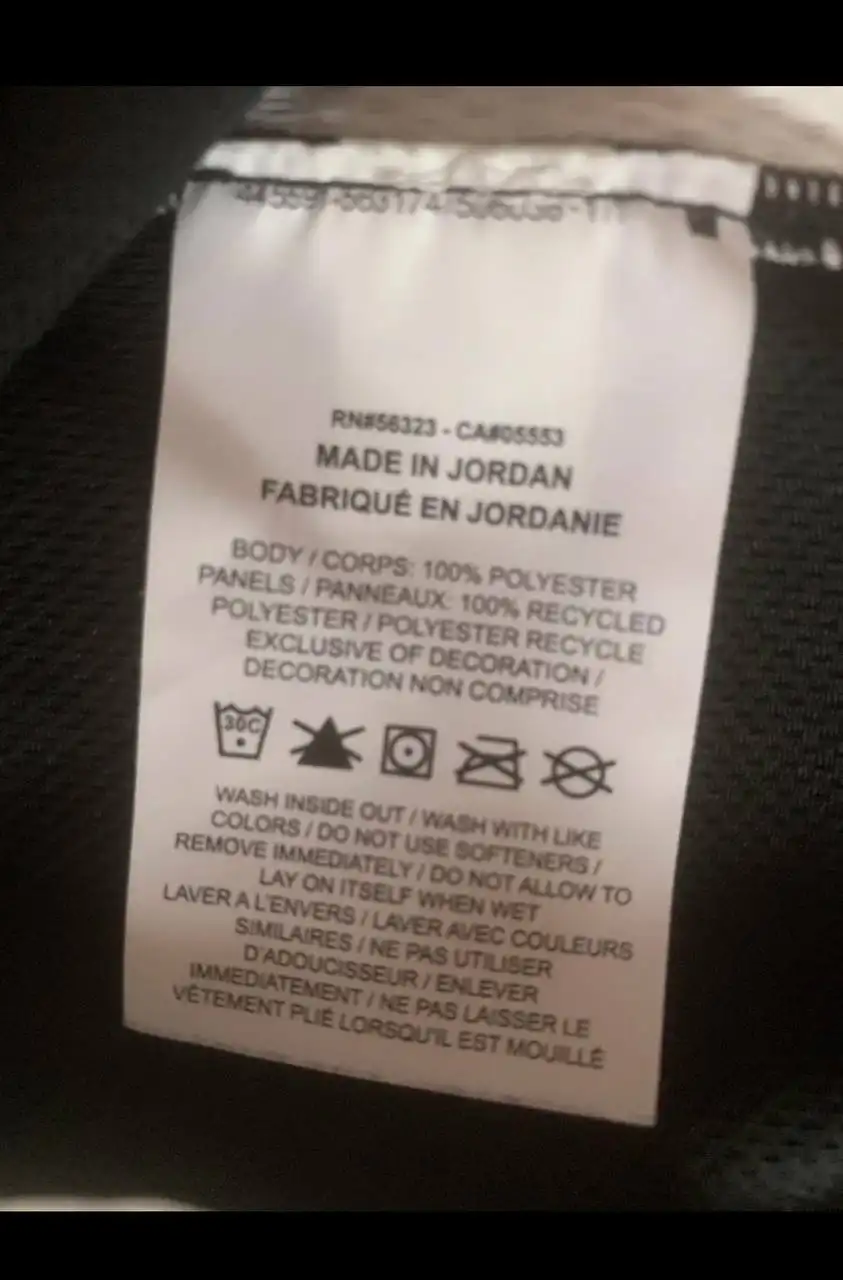 RN#56323 - CA#05553
MADE IN JORDAN
FABRIQUÉ EN JORDANIE
BODY / CORPS: 100% POLYESTER
PANELS / PANNEAUX: 100% RECYCLED
POLYESTER / POLYESTER RECYCLE
EXCLUSIVE OF DECORATION /
DECORATION NON COMPRISE
30C
WASH INSIDE OUT / WASH WITH LIKE
COLORS / DO NOT USE SOFTENERS /
REMOVE IMMEDIATELY / DO NOT ALLOW TO
LAY ON ITSELF WHEN WET
LAVER A L'ENVERS / LAVER AVEC COULEURS
SIMILAIRES / NE PAS UTILISER
D'ADOUCISSEUR / ENLEVER
IMMEDIATEMENT / NE PAS LAISSER LE
VÊTEMENT PLIÉ LORSQU'IL EST MOUILLÉ